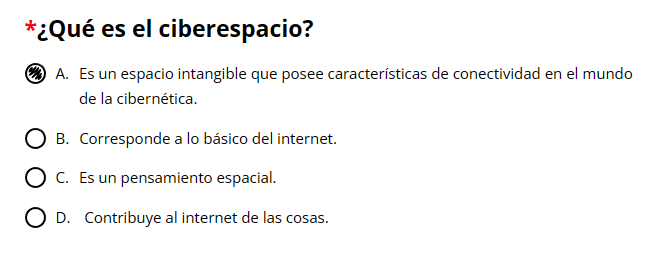 *¿Qué es el ciberespacio?
A. Es un espacio intangible que posee características de conectividad en el mundo
de la cibernética.
B. Corresponde a lo básico del internet.
C. Es un pensamiento espacial.
D. Contribuye al internet de las cosas.